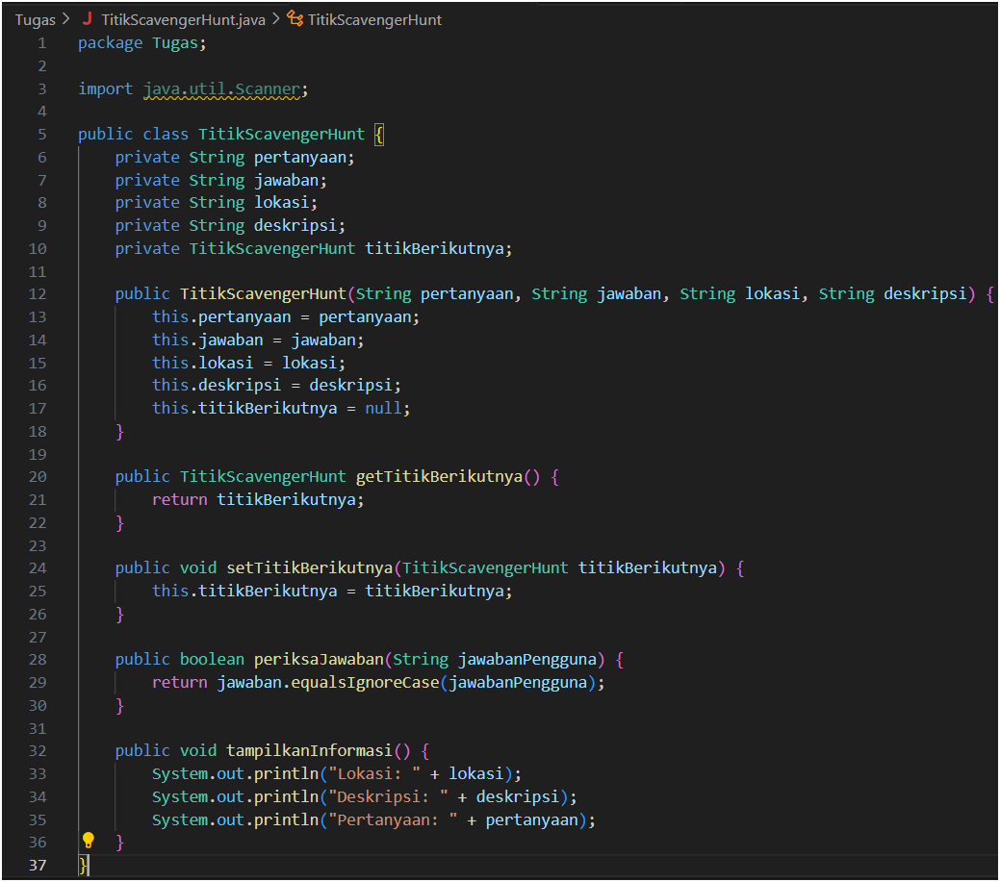 Tugas > J TitikScavengerHunt.java > TitikScavengerHunt
1 package Tugas;
2
3 import java.util.Scanner;
4
5 public class TitikScavengerHunt {
6     private String pertanyaan;
7     private String jawaban;
8     private String lokasi;
9     private String deskripsi;
10     private TitikScavengerHunt titikBerikutnya;
11
12     public TitikScavengerHunt(String pertanyaan, String jawaban, String lokasi, String deskripsi) {
13         this.pertanyaan = pertanyaan;
14         this.jawaban = jawaban;
15         this.lokasi = lokasi;
16         this.deskripsi = deskripsi;
17         this.titikBerikutnya = null;
18     }
19
20     public TitikScavengerHunt getTitikBerikutnya() {
21         return titikBerikutnya;
22     }
23
24     public void setTitikBerikutnya(TitikScavengerHunt titikBerikutnya) {
25         this.titikBerikutnya = titikBerikutnya;
26     }
27
28     public boolean periksaJawaban(String jawabanPengguna) {
29         return jawaban.equalsIgnoreCase(jawabanPengguna);
30     }
31
32     public void tampilkanInformasi() {
33         System.out.println("Lokasi: " + lokasi);
34         System.out.println("Deskripsi: " + deskripsi);
35         System.out.println("Pertanyaan: " + pertanyaan);
36     }
37 }